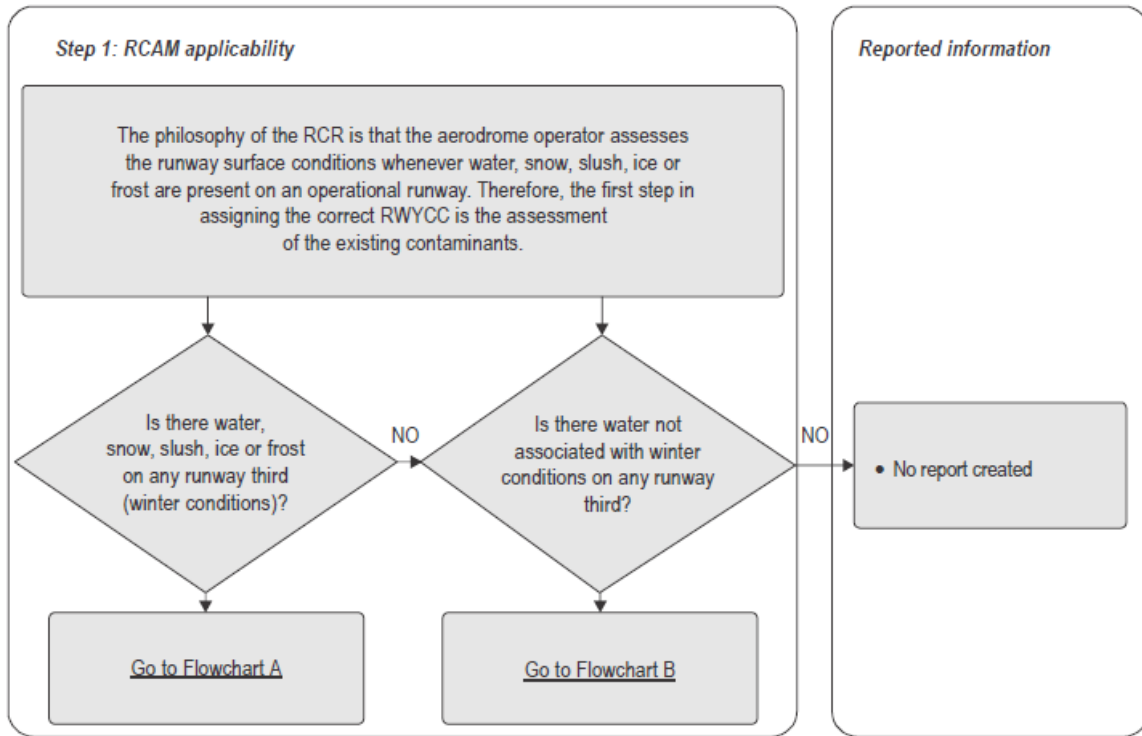 Step 1: RCAM applicability
Reported information
The philosophy of the RCR is that the aerodrome operator assesses
the runway surface conditions whenever water, snow, slush, ice or
frost are present on an operational runway. Therefore, the first step in
assigning the correct RWYCC is the assessment
of the existing contaminants.
Is there water,
snow, slush, ice or frost
on any runway third
(winter conditions)?
NO
Is there water not
associated with winter
conditions on any runway
third?
NO
• No report created
Go to Flowchart A
Go to Flowchart B